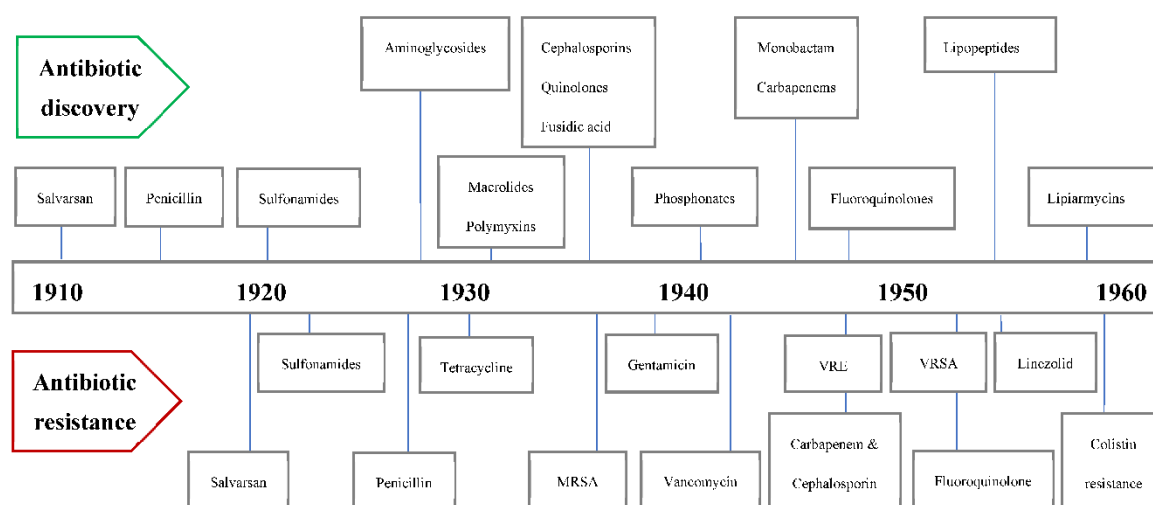 Antibiotic
discovery
Aminoglycosides
Cephalosporins
Quinolones
Fusidic acid
Monobactam
Carbapenems
Lipopeptides
Salvarsan
Penicillin
Sulfonamides
Macrolides
Polymyxins
Phosphonates
Fluoroquinolones
Lipiarmycins
1910 1920 1930 1940 1950 1960
Antibiotic
resistance
Sulfonamides
Tetracycline
Gentamicin
VRE
VRSA
Linezolid
Salvarsan
Penicillin
MRSA
Vancomycin
Carbapenem &
Cephalosporin
Fluoroquinolone
Colistin
resistance